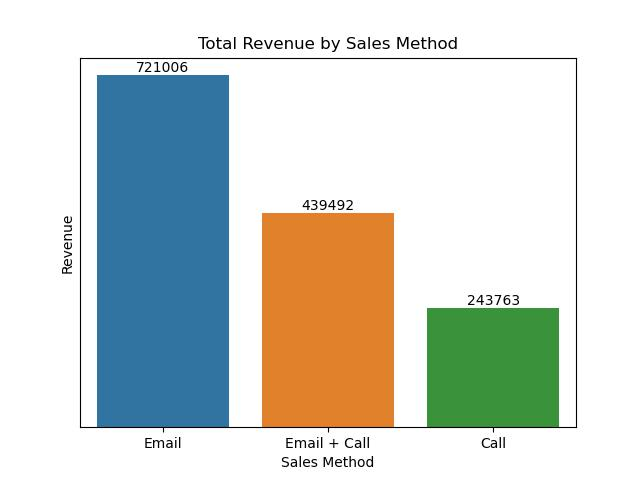 Total Revenue by Sales Method
721006
439492
243763
Revenue
Email
Email + Call
Call
Sales Method